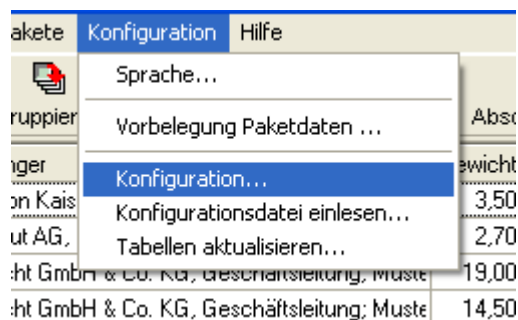 akete Konfiguration Hilfe
Sprache...
ruppier Vorbelegung Paketdaten ... Absc
nger ewicht
Konfiguration...
on Kais 3,50
Konfigurationsdatei einlesen...
ut AG, 2,70
Tabellen aktualisieren...
cht GmbH & Co. KG, Geschäftsleitung, Muste 19,00
cht GmbH & Co. KG, Geschäftsleitung; Muste 14,50